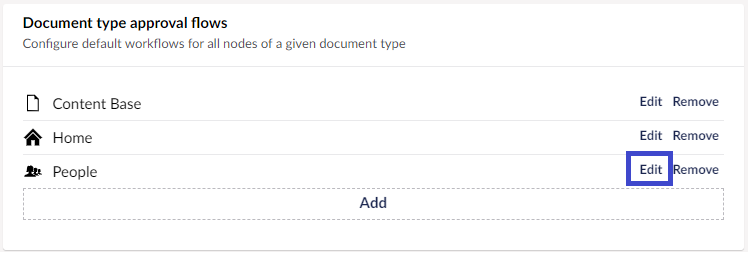 Document type approval flows
Configure default workflows for all nodes of a given document type
Content Base Edit Remove
Home Edit Remove
People Edit Remove
Add